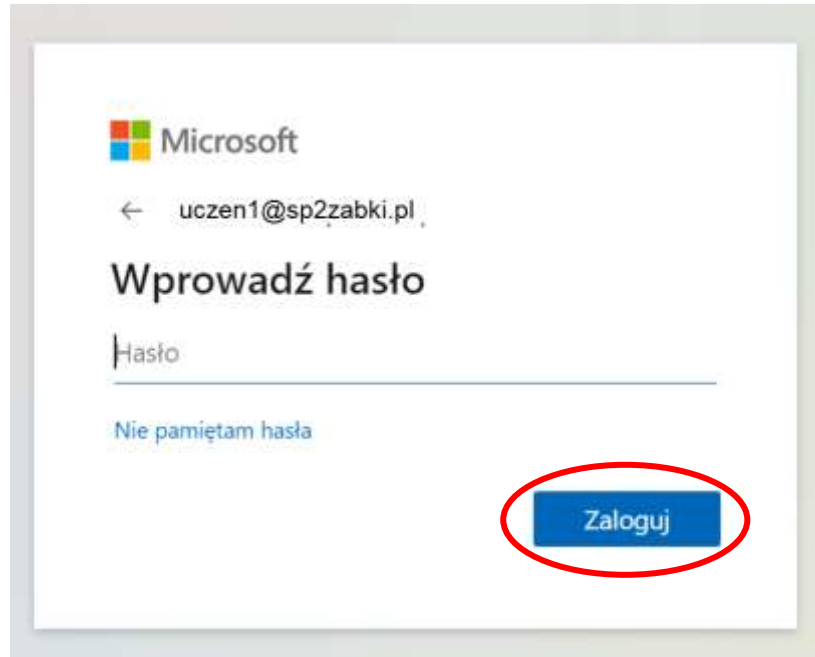 Microsoft
← uczen1@sp2zabki.pl
Wprowadź hasło
Hasło
Nie pamiętam hasła
Zaloguj